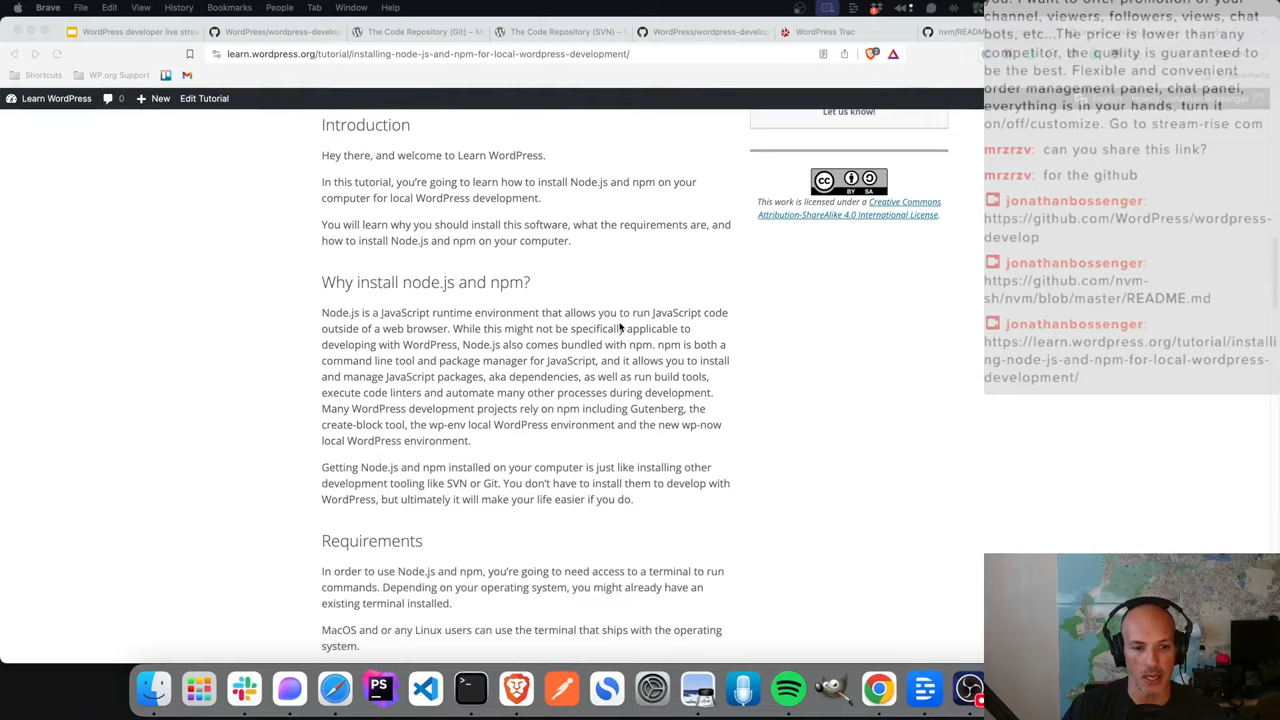 Brave File Edit View History Bookmarks People Tab Window Help
WordPress developer live strea
WordPress/wordpress-develop
The Code Repository (Git) – M
The Code Repository (SVN) –
WordPress/wordpress-develop
WordPress Trac
nvm/README
learn.wordpress.org/tutorial/installing-node-js-and-npm-for-local-wordpress-development/
Shortcuts WP.org Support
Learn WordPress 0 New Edit Tutorial
Introduction
Hey there, and welcome to Learn WordPress.
In this tutorial, you’re going to learn how to install Node.js and npm on your
computer for local WordPress development.
You will learn why you should install this software, what the requirements are, and
how to install Node.js and npm on your computer.
Why install node.js and npm?
Node.js is a JavaScript runtime environment that allows you to run JavaScript code
outside of a web browser. While this might not be specifically applicable to
developing with WordPress, Node.js also comes bundled with npm. npm is both a
command line tool and package manager for JavaScript, and it allows you to install
and manage JavaScript packages, aka dependencies, as well as run build tools,
execute code linters and automate many other processes during development.
Many WordPress development projects rely on npm including Gutenberg, the
create-block tool, the wp-env local WordPress environment and the new wp-now
local WordPress environment.
Getting Node.js and npm installed on your computer is just like installing other
development tooling like SVN or Git. You don’t have to install them to develop with
WordPress, but ultimately it will make your life easier if you do.
Requirements
In order to use Node.js and npm, you’re going to need access to a terminal to run
commands. Depending on your operating system, you might already have an
existing terminal installed.
MacOS and or any Linux users can use the terminal that ships with the operating
system.
Let us know!
CC BY SA
This work is licensed under a Creative Commons
Attribution-ShareAlike 4.0 International License.
you. I want to offer promotion of your
channel, viewers, followers, views, chat
bots, etc...The price is lower than any
competitor, the quality is guaranteed to
be the best. Flexible and convenient
order management panel, chat panel,
everything is in your hands, turn it
on/off/customize. Go to stream-rise com
mrzrzv: can you share this link?
mrzrzv: for the github
jonathanbossenger:
https://github.com/WordPress/wordpress-
develop
jonathanbossenger:
https://github.com/nvm-
sh/nvm/blob/master/README.md
jonathanbossenger:
https://learn.wordpress.org/tutorial/installi
ng-node-js-and-npm-for-local-wordpress-
development/
PS